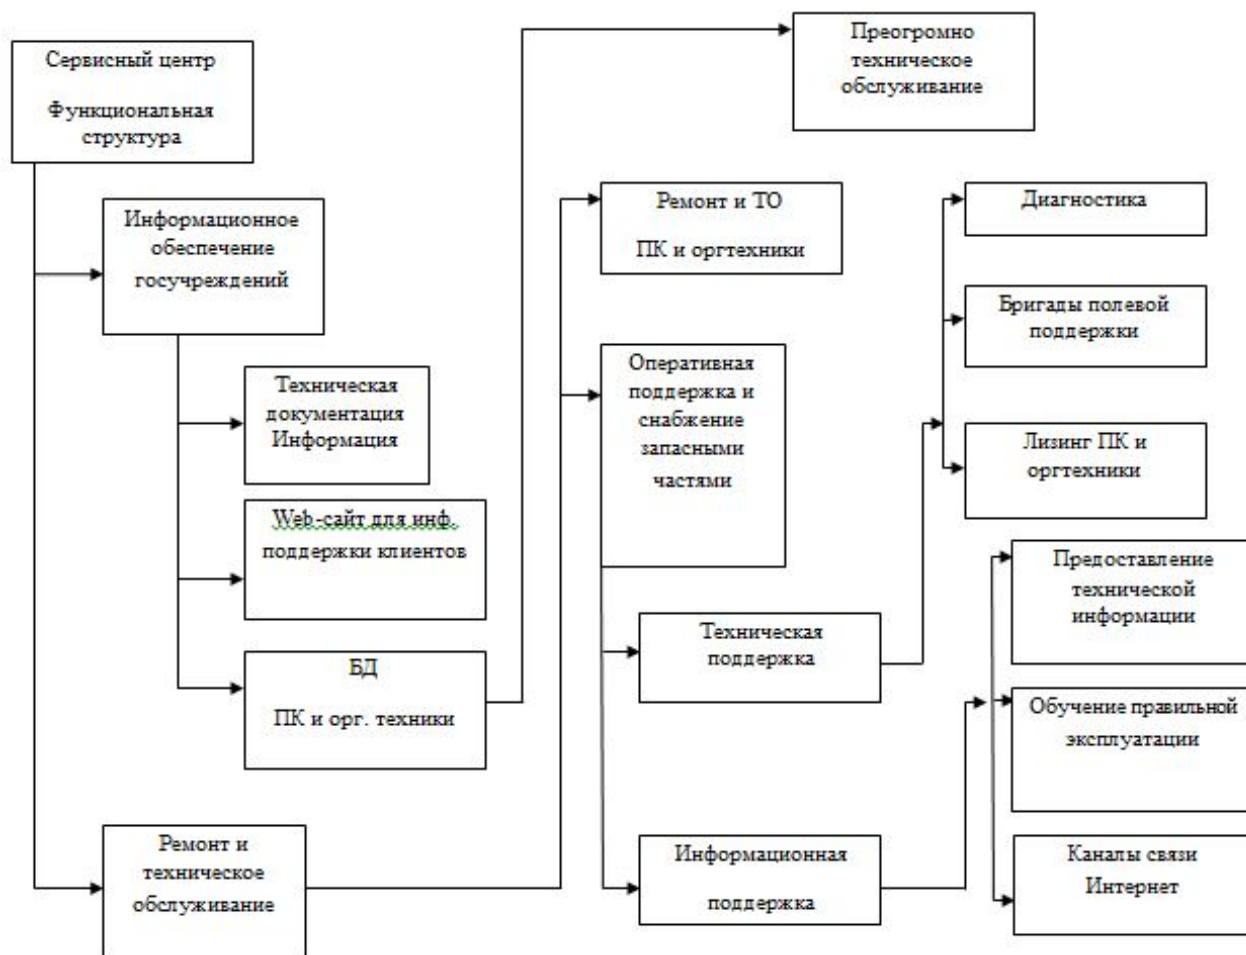 Сервисный центр
Функциональная
структура
Преогромно
техническое
обслуживание
Информационное
обеспечение
госучреждений
Ремонт и ТО
ПК и оргтехники
Диагностика
Бригады полевой
поддержки
Оперативная
поддержка и
снабжение
запасными
частями
Техническая
документация
Информация
Лизинг ПК и
оргтехники
Web-сайт для инф.
поддержки клиентов
Предоставление
технической
информации
Техническая
поддержка
БД
ПК и орг. техники
Обучение правильной
эксплуатации
Ремонт и
техническое
обслуживание
Информационная
поддержка
Каналы связи
Интернет